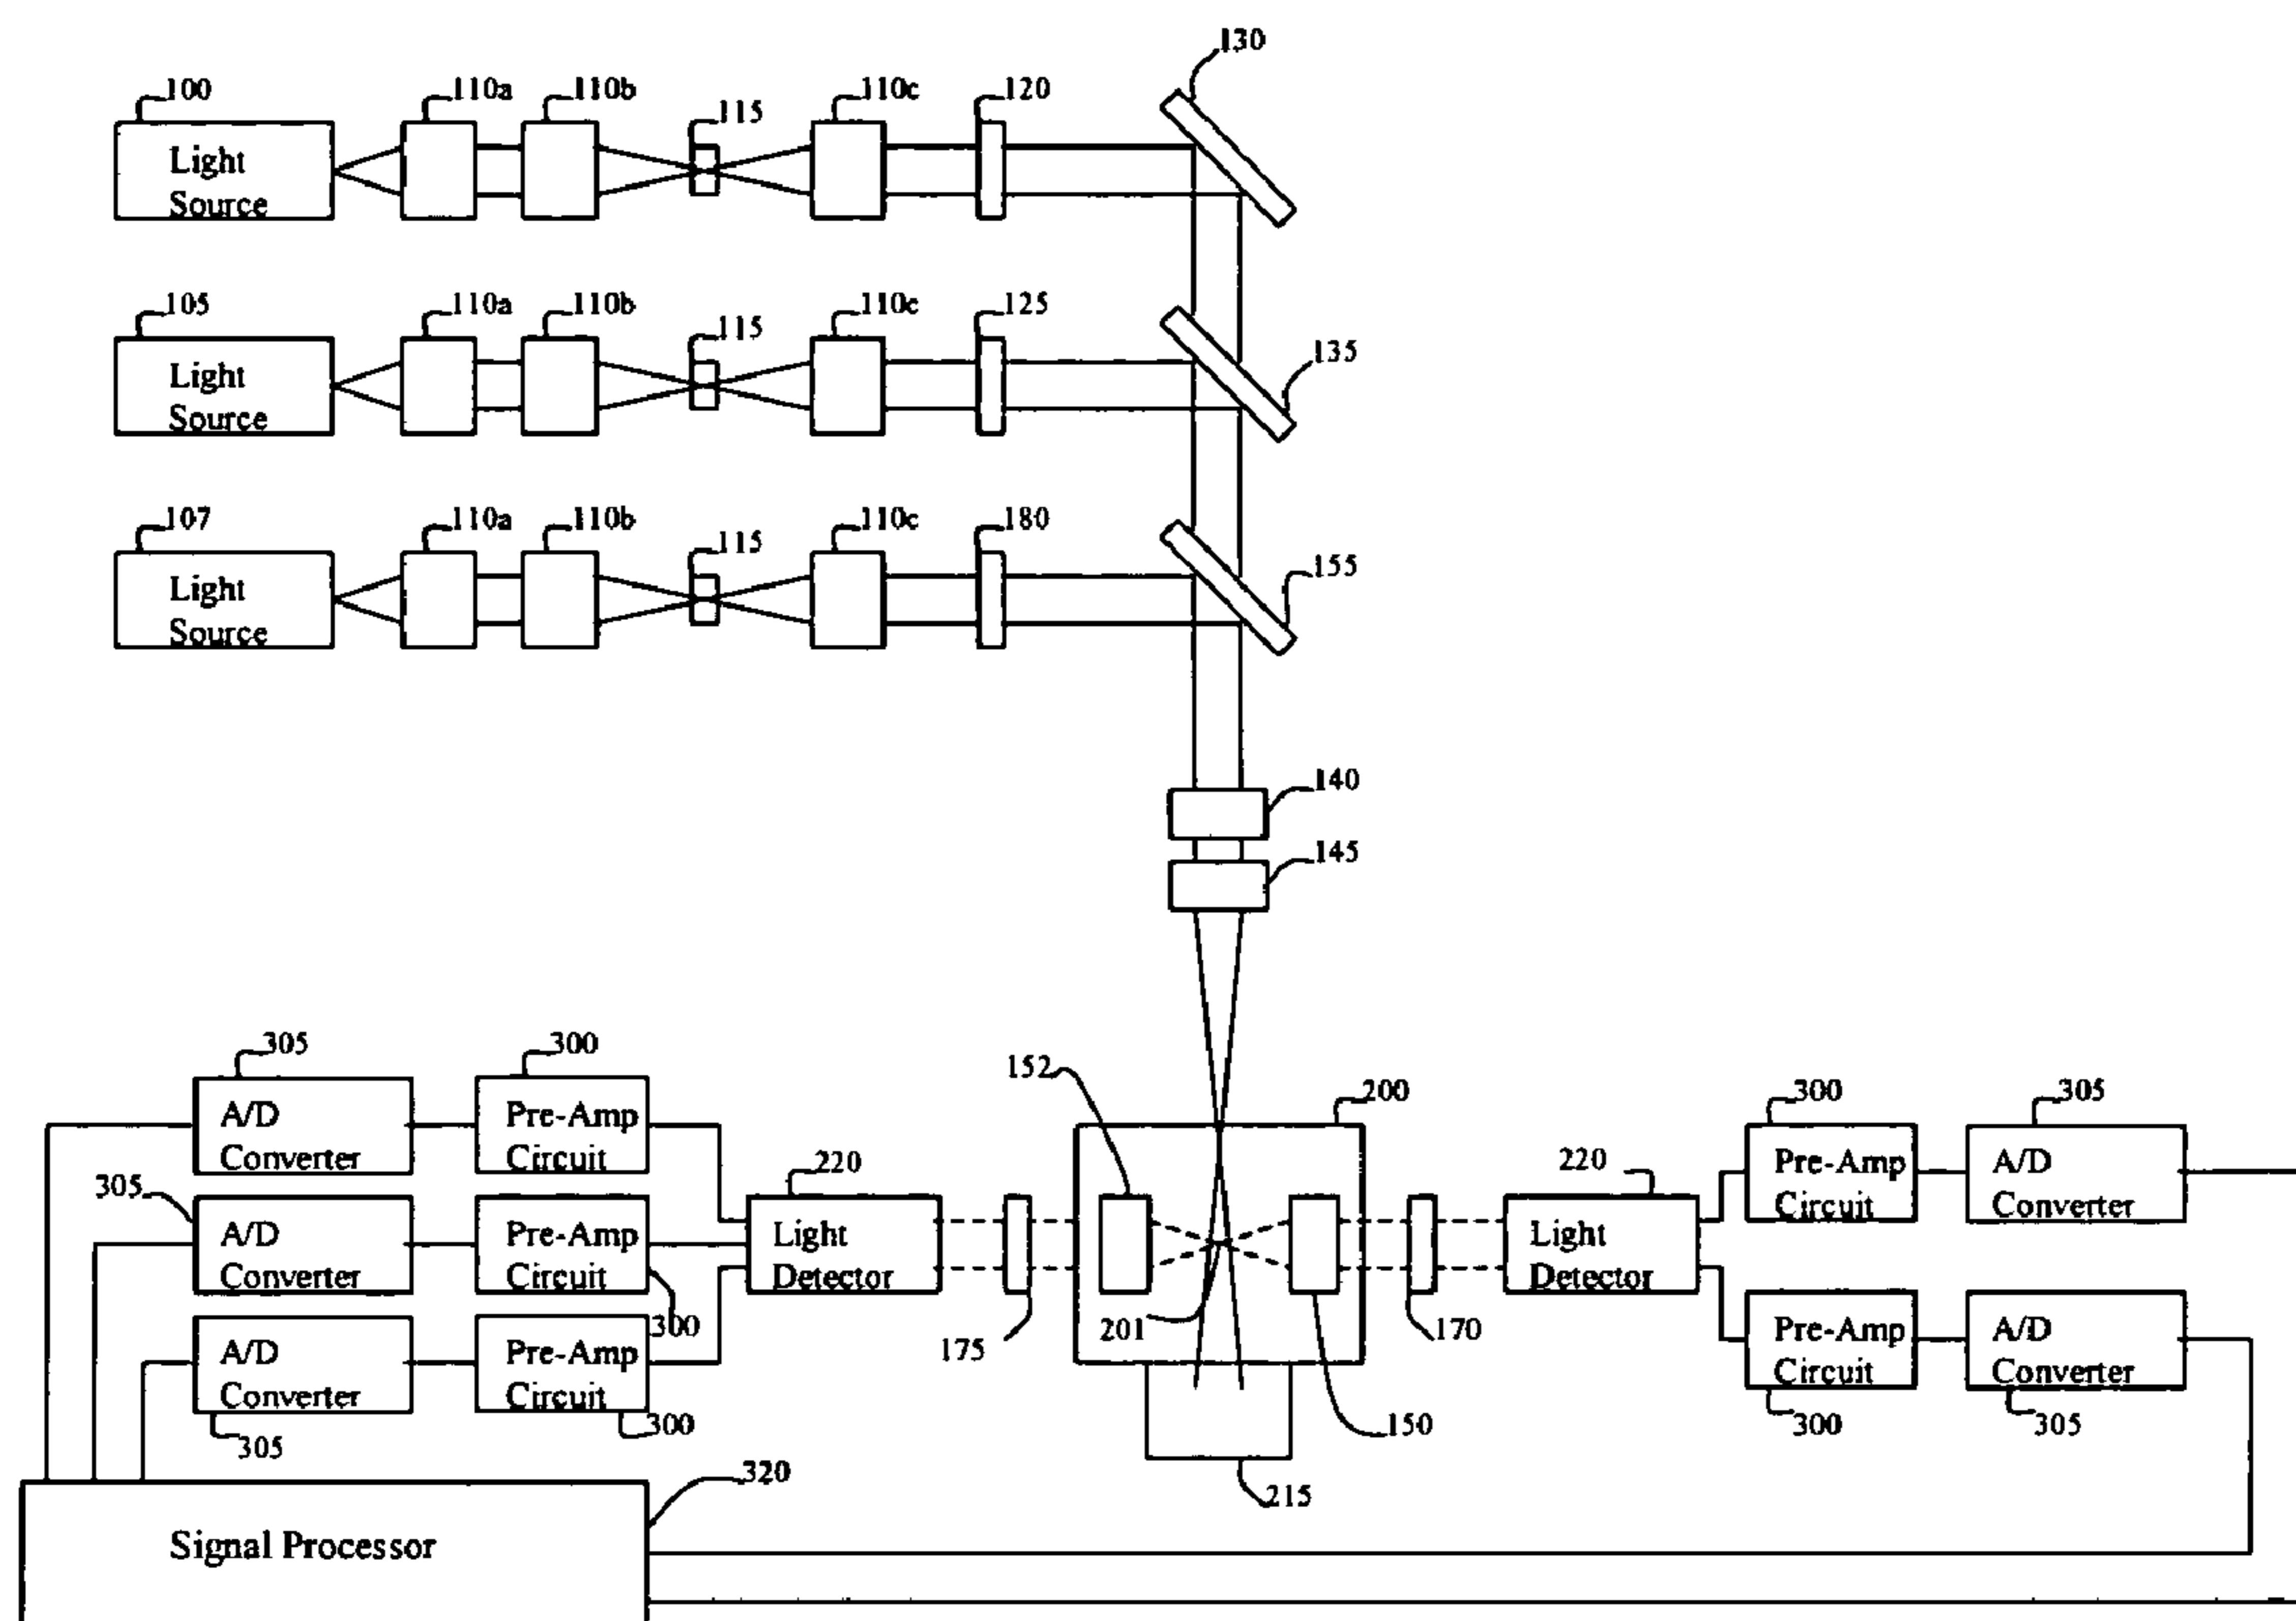 130
100
110a
110b
115
110c
120
Light
Source
105
110a
110b
115
110c
125
135
Light
Source
107
110a
110b
115
110c
180
155
Light
Source
140
145
305
300
152
200
300
305
A/D
Converter
Pre-Amp
Circuit
220
220
Pre-Amp
Circuit
A/D
Converter
305
A/D
Converter
Pre-Amp
Circuit
Light
Detector
Light
Detector
300
175
201
170
A/D
Converter
Pre-Amp
Circuit
Pre-Amp
Circuit
A/D
Converter
305
300
150
300
305
320
215
Signal Processor